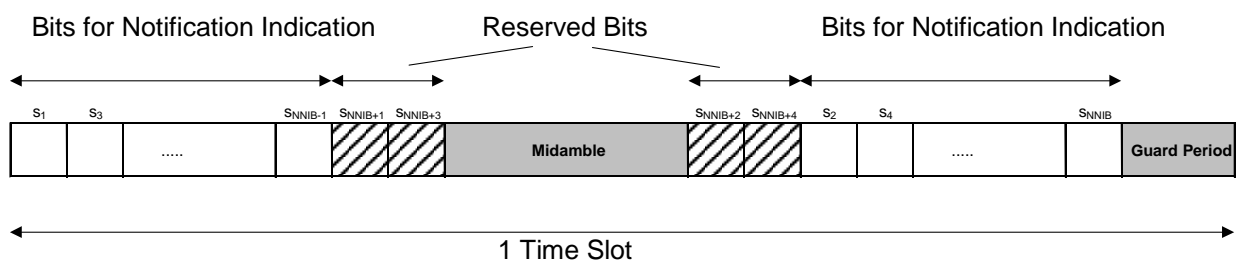 Bits for Notification Indication Reserved Bits Bits for Notification Indication
s1 s3 sNNIB-1 sNNIB+1 sNNIB+3 sNNIB+2 sNNIB+4 s2 s4 sNNIB
..... Midamble ..... Guard Period
1 Time Slot